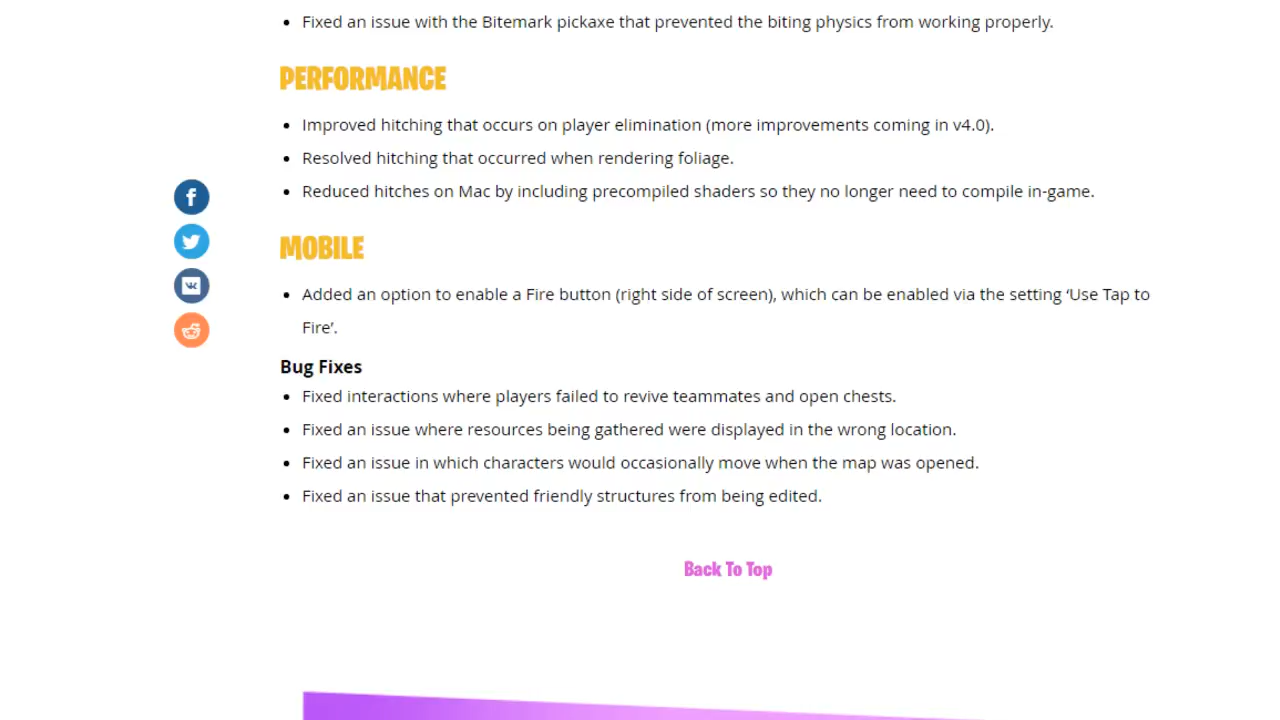 Fixed an issue with the Bitemark pickaxe that prevented the biting physics from working properly.
PERFORMANCE
Improved hitching that occurs on player elimination (more improvements coming in v4.0).
Resolved hitching that occurred when rendering foliage.
Reduced hitches on Mac by including precompiled shaders so they no longer need to compile in-game.
MOBILE
Added an option to enable a Fire button (right side of screen), which can be enabled via the setting ‘Use Tap to
Fire’.
Bug Fixes
Fixed interactions where players failed to revive teammates and open chests.
Fixed an issue where resources being gathered were displayed in the wrong location.
Fixed an issue in which characters would occasionally move when the map was opened.
Fixed an issue that prevented friendly structures from being edited.
Back To Top